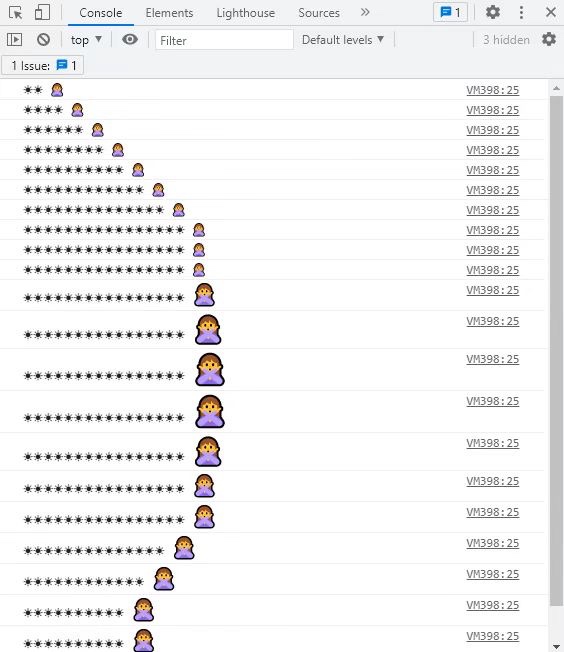 Console Elements Lighthouse Sources » 1
top ▼ Filter Default levels ▼ 3 hidden
1 Issue: 1
☀☀ 🙅‍♀️ VM398:25
☀☀☀☀ 🙅‍♀️ VM398:25
☀☀☀☀☀☀ 🙅‍♀️ VM398:25
☀☀☀☀☀☀☀☀ 🙅‍♀️ VM398:25
☀☀☀☀☀☀☀☀☀☀ 🙅‍♀️ VM398:25
☀☀☀☀☀☀☀☀☀☀☀☀ 🙅‍♀️ VM398:25
☀☀☀☀☀☀☀☀☀☀☀☀☀☀ 🙅‍♀️ VM398:25
☀☀☀☀☀☀☀☀☀☀☀☀☀☀☀☀ 🙅‍♀️ VM398:25
☀☀☀☀☀☀☀☀☀☀☀☀☀☀☀☀ 🙅‍♀️ VM398:25
☀☀☀☀☀☀☀☀☀☀☀☀☀☀☀☀ 🙅‍♀️ VM398:25
☀☀☀☀☀☀☀☀☀☀☀☀☀☀☀☀ 🙅‍♀️ VM398:25
☀☀☀☀☀☀☀☀☀☀☀☀☀☀☀☀ 🙅‍♀️ VM398:25
☀☀☀☀☀☀☀☀☀☀☀☀☀☀☀☀ 🙅‍♀️ VM398:25
☀☀☀☀☀☀☀☀☀☀☀☀☀☀☀☀ 🙅‍♀️ VM398:25
☀☀☀☀☀☀☀☀☀☀☀☀☀☀☀☀ 🙅‍♀️ VM398:25
☀☀☀☀☀☀☀☀☀☀☀☀☀☀☀☀ 🙅‍♀️ VM398:25
☀☀☀☀☀☀☀☀☀☀☀☀☀☀☀☀ 🙅‍♀️ VM398:25
☀☀☀☀☀☀☀☀☀☀☀☀☀☀ 🙅‍♀️ VM398:25
☀☀☀☀☀☀☀☀☀☀☀☀ 🙅‍♀️ VM398:25
☀☀☀☀☀☀☀☀☀☀ 🙅‍♀️ VM398:25
☀☀☀☀☀☀☀☀☀☀ 🙅‍♀️ VM398:25